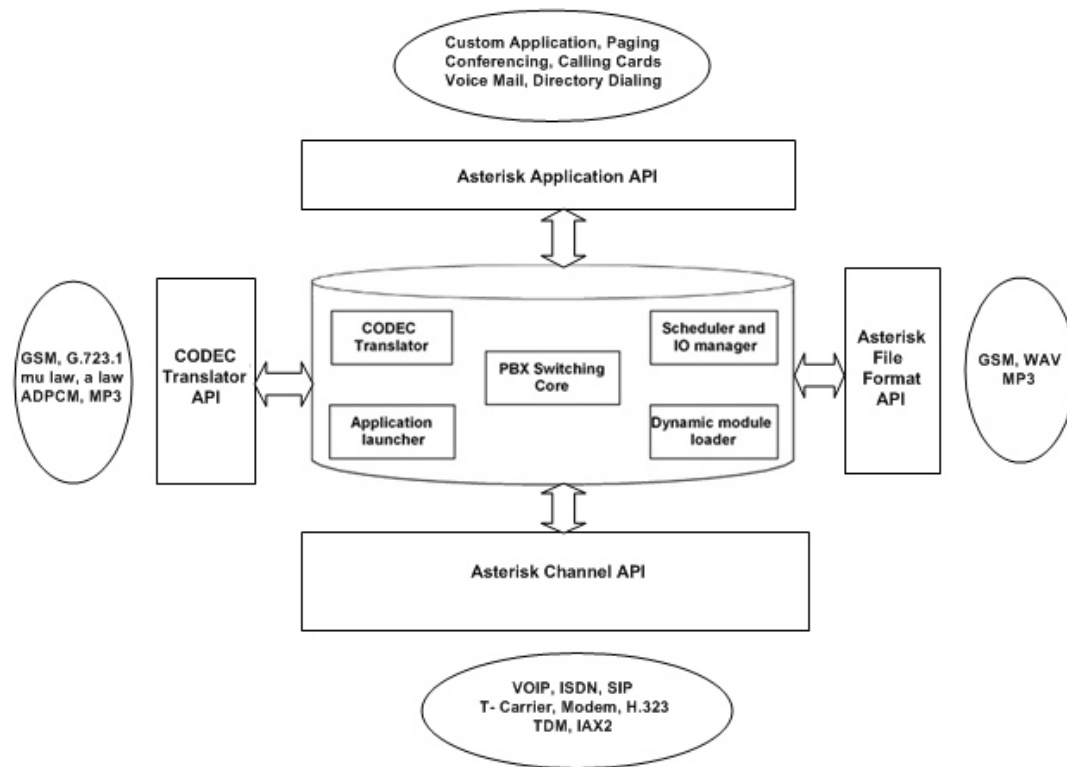 Custom Application, Paging
Conferencing, Calling Cards
Voice Mail, Directory Dialing
Asterisk Application API
GSM, G.723.1
mu law, a law
ADPCM, MP3
CODEC
Translator
API
CODEC
Translator
Application
launcher
PBX Switching
Core
Scheduler and
IO manager
Dynamic module
loader
Asterisk
File
Format
API
GSM, WAV
MP3
Asterisk Channel API
VOIP, ISDN, SIP
T- Carrier, Modem, H.323
TDM, IAX2